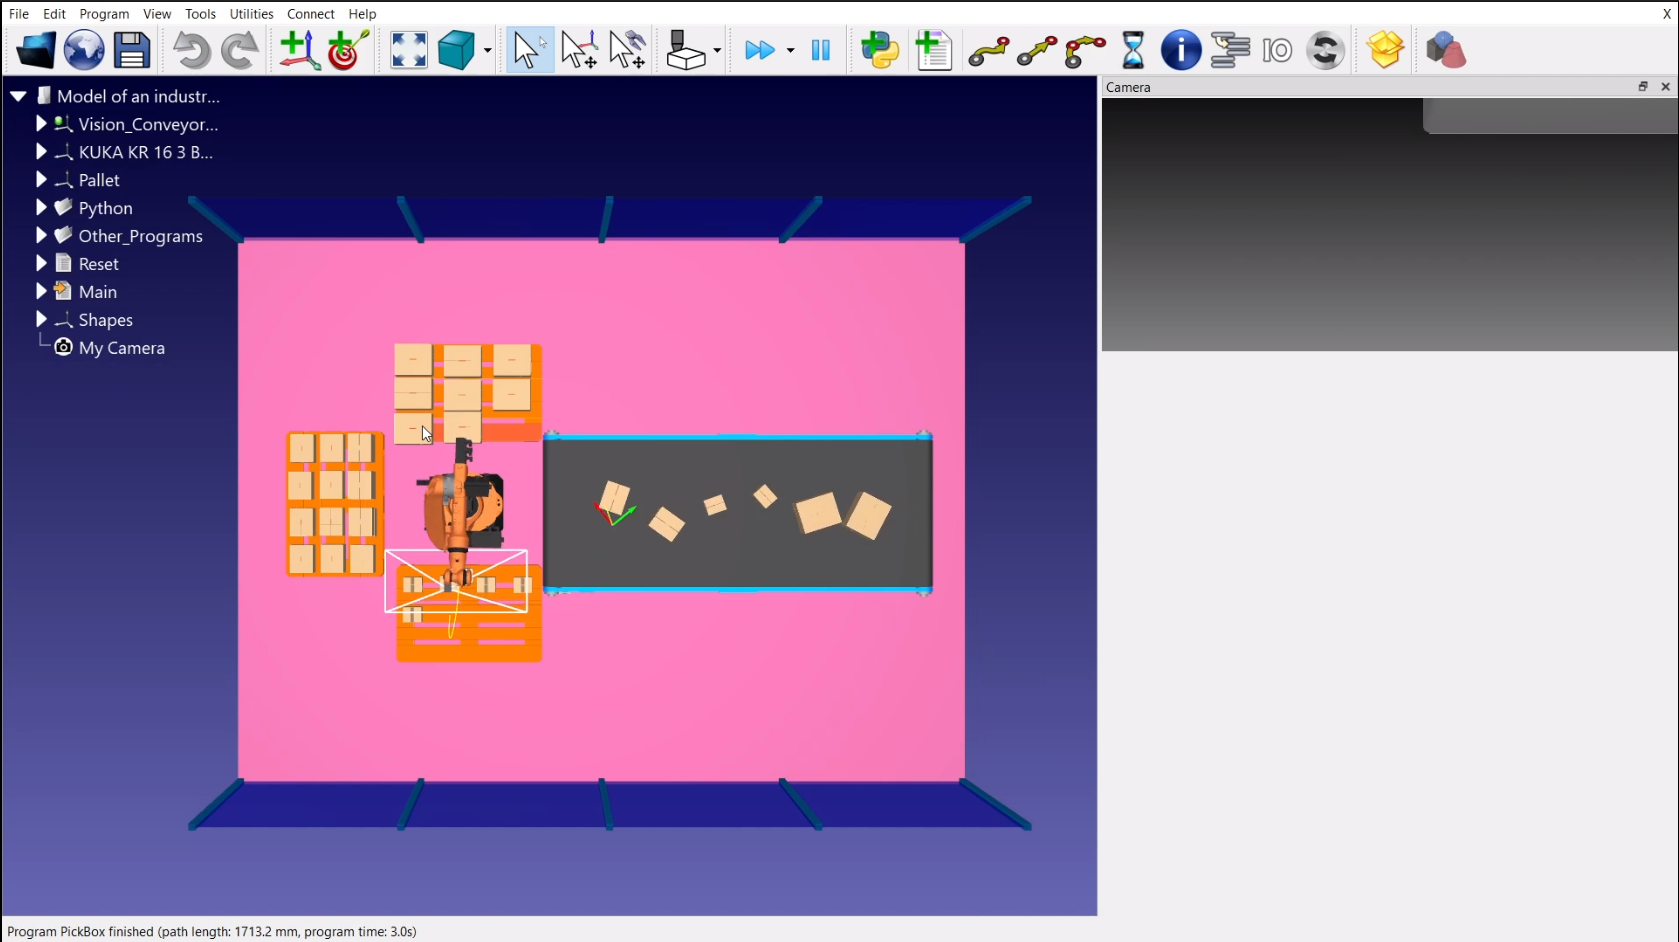 File Edit Program View Tools Utilities Connect Help X
IO
Camera
Model of an industr...
Vision_Conveyor...
KUKA KR 16 3 B...
Pallet
Python
Other_Programs
Reset
Main
Shapes
My Camera
Program PickBox finished (path length: 1713.2 mm, program time: 3.0s)